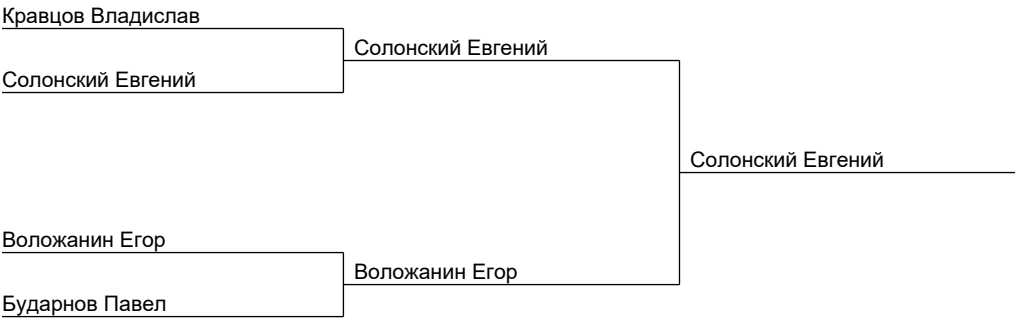 Кравцов Владислав
Солонский Евгений
Солонский Евгений
Солонский Евгений
Воложанин Егор
Воложанин Егор
Бударнов Павел